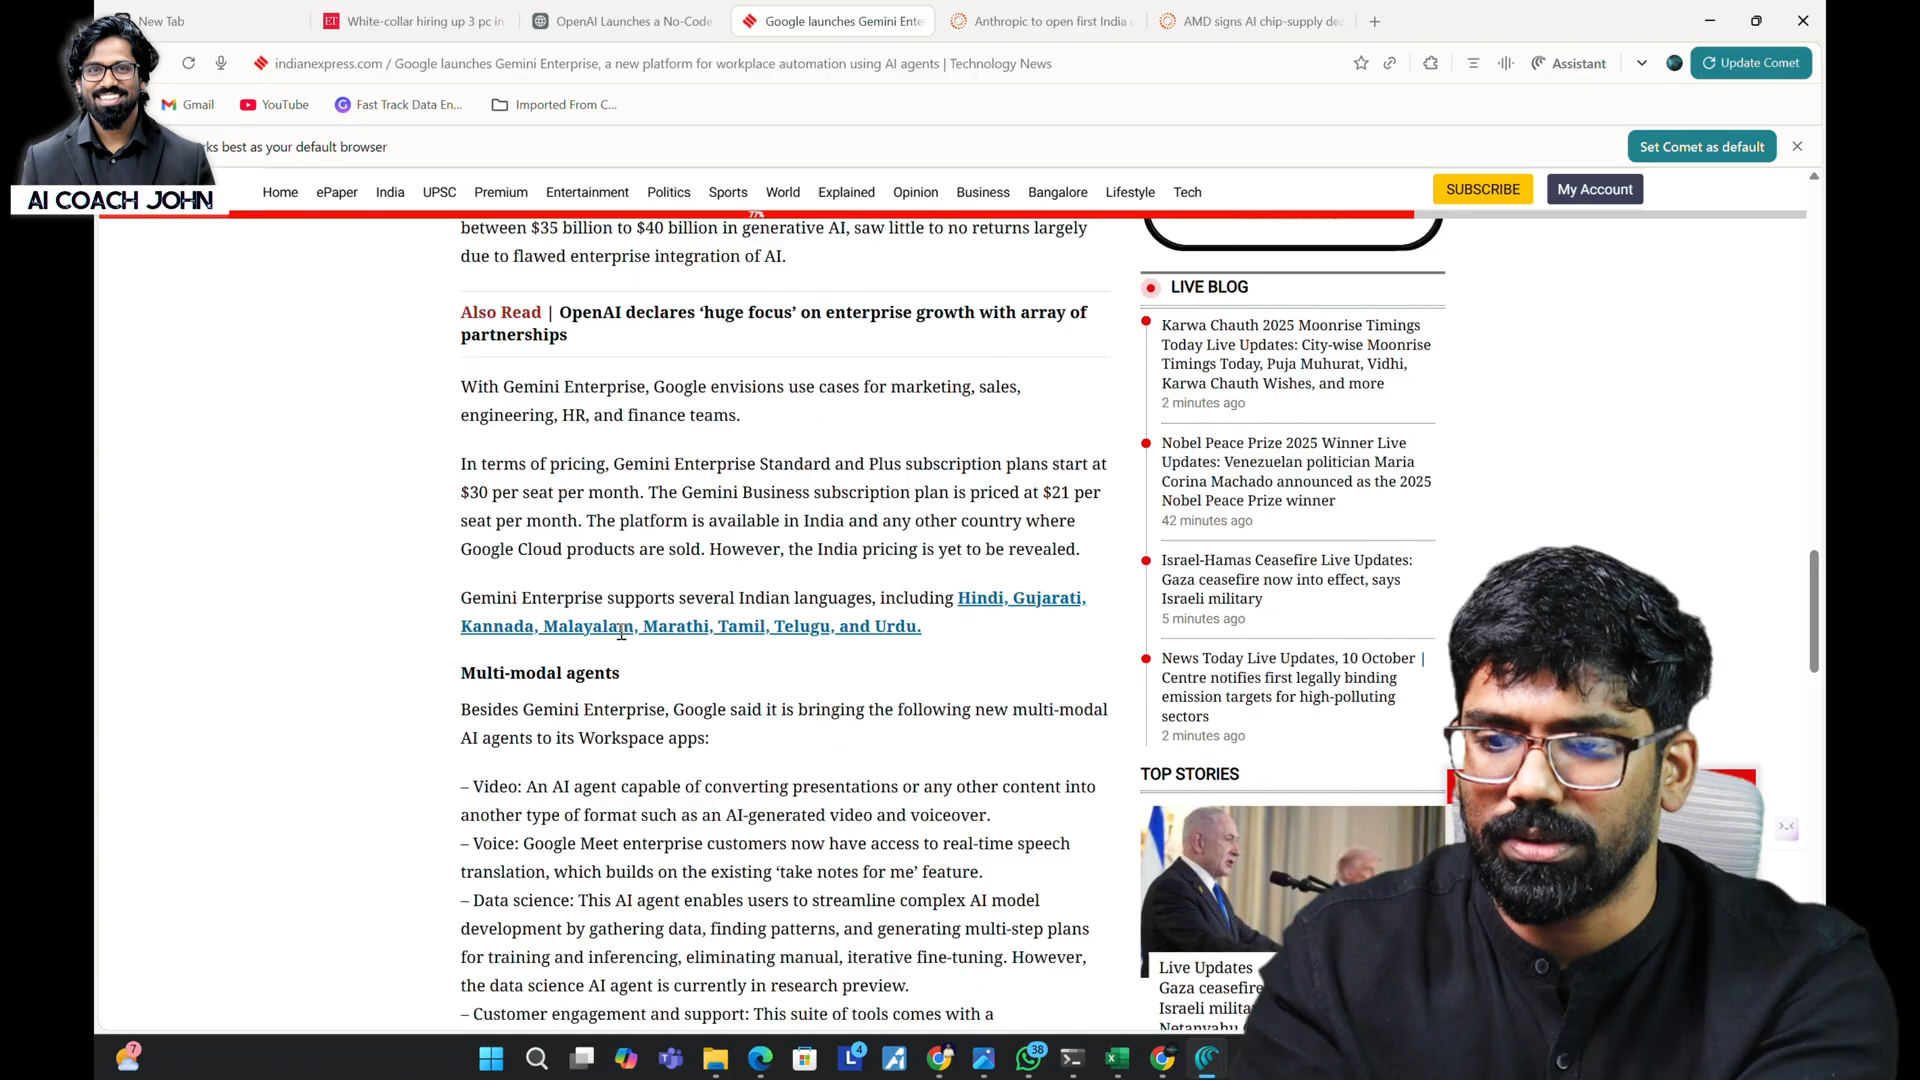 New Tab
White-collar hiring up 3 pc in
OpenAI Launches a No-Code
Google launches Gemini Ente
Anthropic to open first India o
AMD signs AI chip-supply dea
indianexpress.com / Google launches Gemini Enterprise, a new platform for workplace automation using AI agents | Technology News
Assistant
Update Comet
Gmail
YouTube
Fast Track Data En...
Imported From C...
rks best as your default browser
Set Comet as default
AI COACH JOHN
Home ePaper India UPSC Premium Entertainment Politics Sports World Explained Opinion Business Bangalore Lifestyle Tech
SUBSCRIBE
My Account
77%
between $35 billion to $40 billion in generative AI, saw little to no returns largely
due to flawed enterprise integration of AI.
Also Read | OpenAI declares ‘huge focus’ on enterprise growth with array of
partnerships
With Gemini Enterprise, Google envisions use cases for marketing, sales,
engineering, HR, and finance teams.
In terms of pricing, Gemini Enterprise Standard and Plus subscription plans start at
$30 per seat per month. The Gemini Business subscription plan is priced at $21 per
seat per month. The platform is available in India and any other country where
Google Cloud products are sold. However, the India pricing is yet to be revealed.
Gemini Enterprise supports several Indian languages, including Hindi, Gujarati,
Kannada, Malayalam, Marathi, Tamil, Telugu, and Urdu.
Multi-modal agents
Besides Gemini Enterprise, Google said it is bringing the following new multi-modal
AI agents to its Workspace apps:
– Video: An AI agent capable of converting presentations or any other content into
another type of format such as an AI-generated video and voiceover.
– Voice: Google Meet enterprise customers now have access to real-time speech
translation, which builds on the existing ‘take notes for me’ feature.
– Data science: This AI agent enables users to streamline complex AI model
development by gathering data, finding patterns, and generating multi-step plans
for training and inferencing, eliminating manual, iterative fine-tuning. However,
the data science AI agent is currently in research preview.
– Customer engagement and support: This suite of tools comes with a
LIVE BLOG
Karwa Chauth 2025 Moonrise Timings
Today Live Updates: City-wise Moonrise
Timings Today, Puja Muhurat, Vidhi,
Karwa Chauth Wishes, and more
2 minutes ago
Nobel Peace Prize 2025 Winner Live
Updates: Venezuelan politician Maria
Corina Machado announced as the 2025
Nobel Peace Prize winner
42 minutes ago
Israel-Hamas Ceasefire Live Updates:
Gaza ceasefire now into effect, says
Israeli military
5 minutes ago
News Today Live Updates, 10 October |
Centre notifies first legally binding
emission targets for high-polluting
sectors
2 minutes ago
TOP STORIES
Live Updates
Gaza ceasefire
Israeli milita
Netanyahu
7
4
38